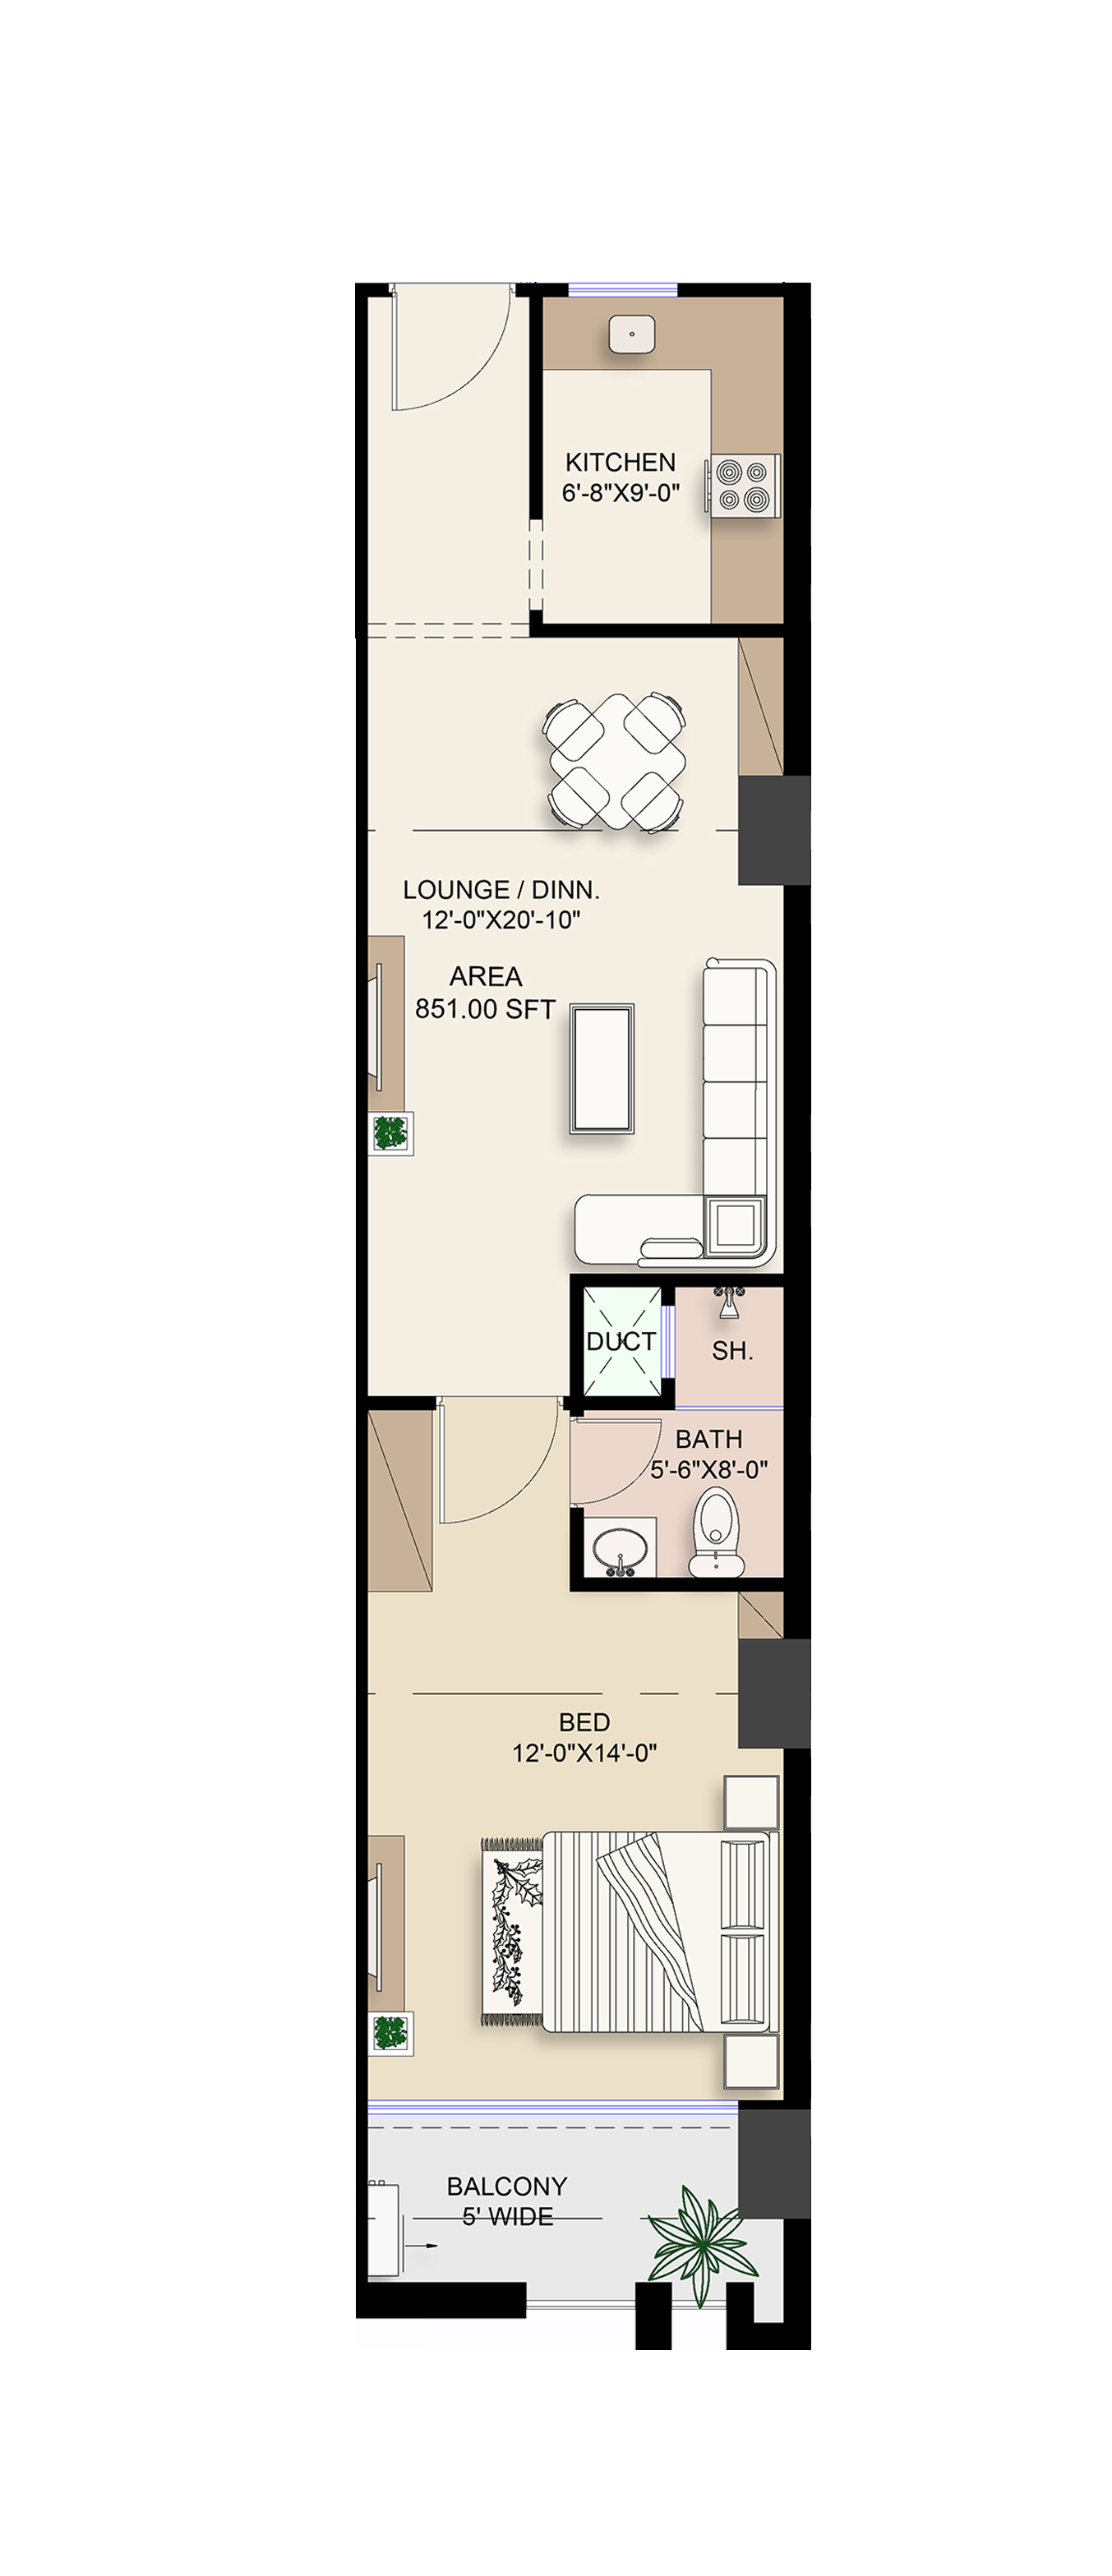 KITCHEN
6'-8"X9'-0"
LOUNGE / DINN.
12'-0"X20'-10"
AREA
851.00 SFT
DUCT
SH.
BATH
5'-6"X8'-0"
BED
12'-0"X14'-0"
BALCONY
5' WIDE